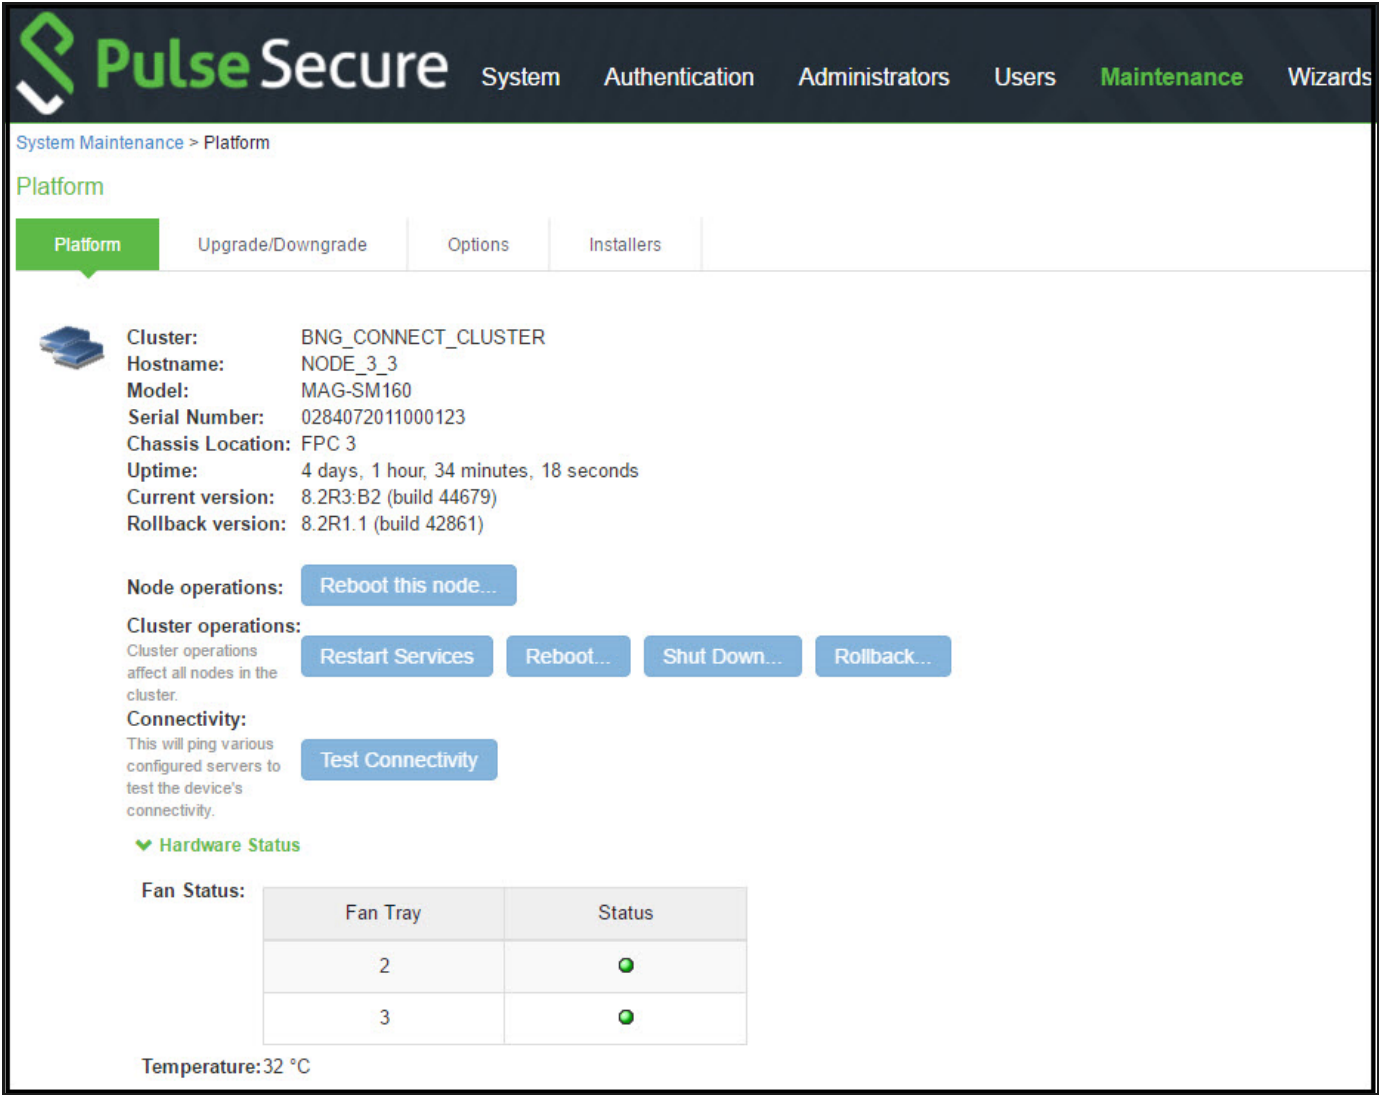 Pulse Secure System Authentication Administrators Users Maintenance Wizards
System Maintenance > Platform
Platform
Platform Upgrade/Downgrade Options Installers
Cluster: BNG_CONNECT_CLUSTER
Hostname: NODE_3_3
Model: MAG-SM160
Serial Number: 0284072011000123
Chassis Location: FPC 3
Uptime: 4 days, 1 hour, 34 minutes, 18 seconds
Current version: 8.2R3:B2 (build 44679)
Rollback version: 8.2R1.1 (build 42861)
Node operations: Reboot this node...
Cluster operations:
Cluster operations
affect all nodes in the
cluster.
Restart Services Reboot... Shut Down... Rollback...
Connectivity:
This will ping various
configured servers to
test the device's
connectivity.
Test Connectivity
Hardware Status
Fan Status:
Fan Tray Status
2
3
Temperature: 32 °C